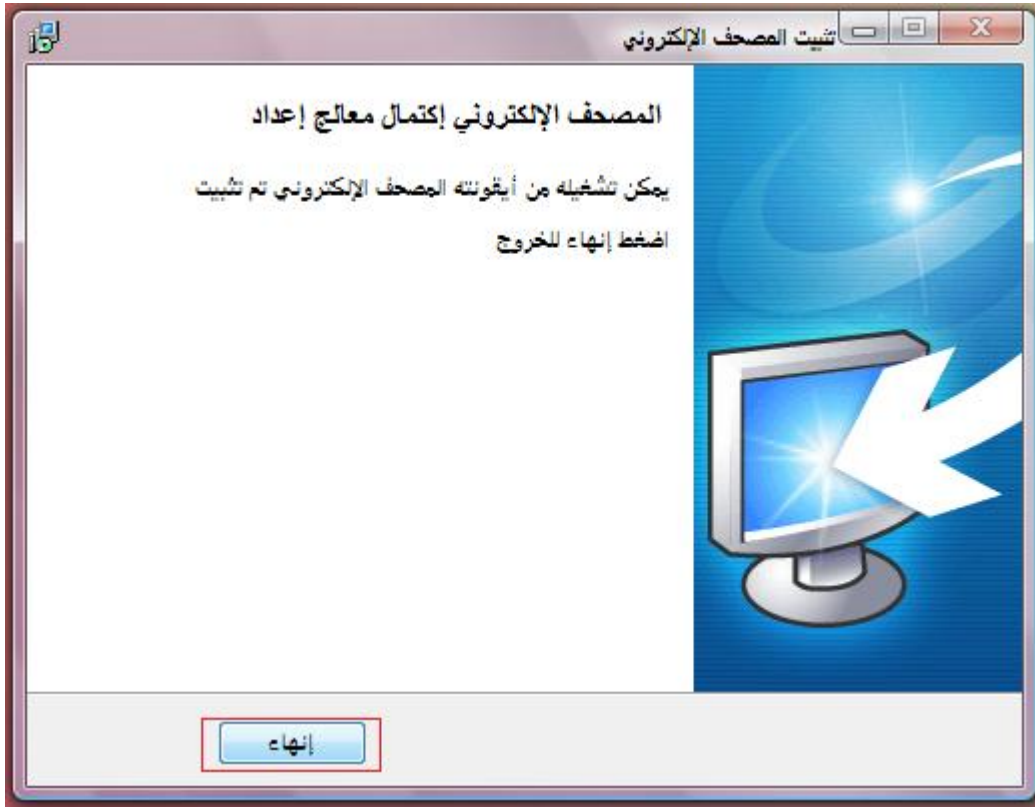 تثبيت المصحف الإلكتروني
المصحف الإلكتروني إكتمال معالج إعداد
يمكن تشغيله من أيقونته المصحف الإلكتروني تم تثبيت
اضغط إنهاء للخروج
إنهاء